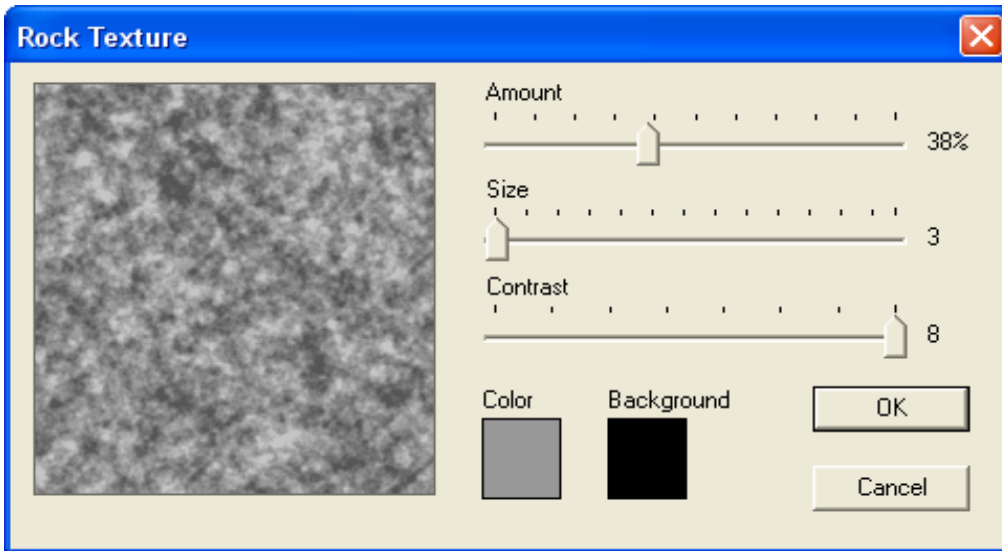 Rock Texture
Amount
38%
Size
3
Contrast
8
Color Background
OK
Cancel